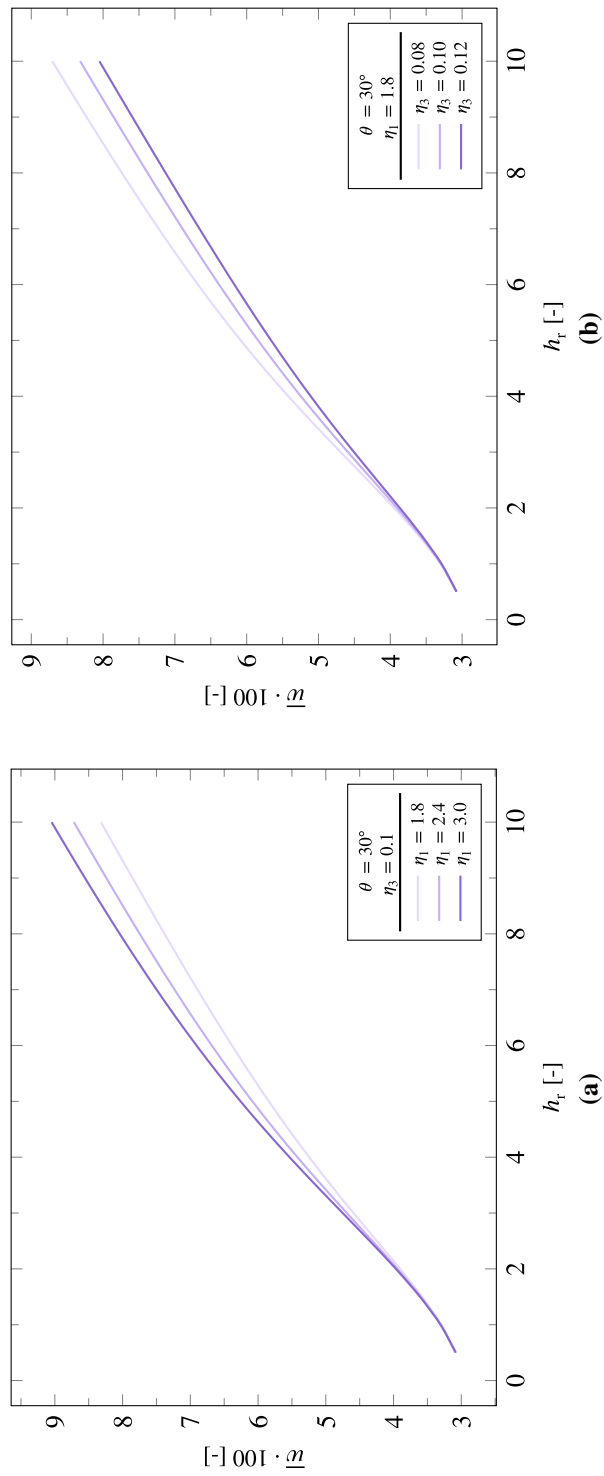 9
8
7
6
5
4
3
w̅ · 100 [-]
0
2
4
6
8
10
h_r [-]
(a)
θ = 30°
η₃ = 0.1
η₁ = 1.8
η₁ = 2.4
η₁ = 3.0
9
8
7
6
5
4
3
w̅ · 100 [-]
0
2
4
6
8
10
h_r [-]
(b)
θ = 30°
η₁ = 1.8
η₃ = 0.08
η₃ = 0.10
η₃ = 0.12